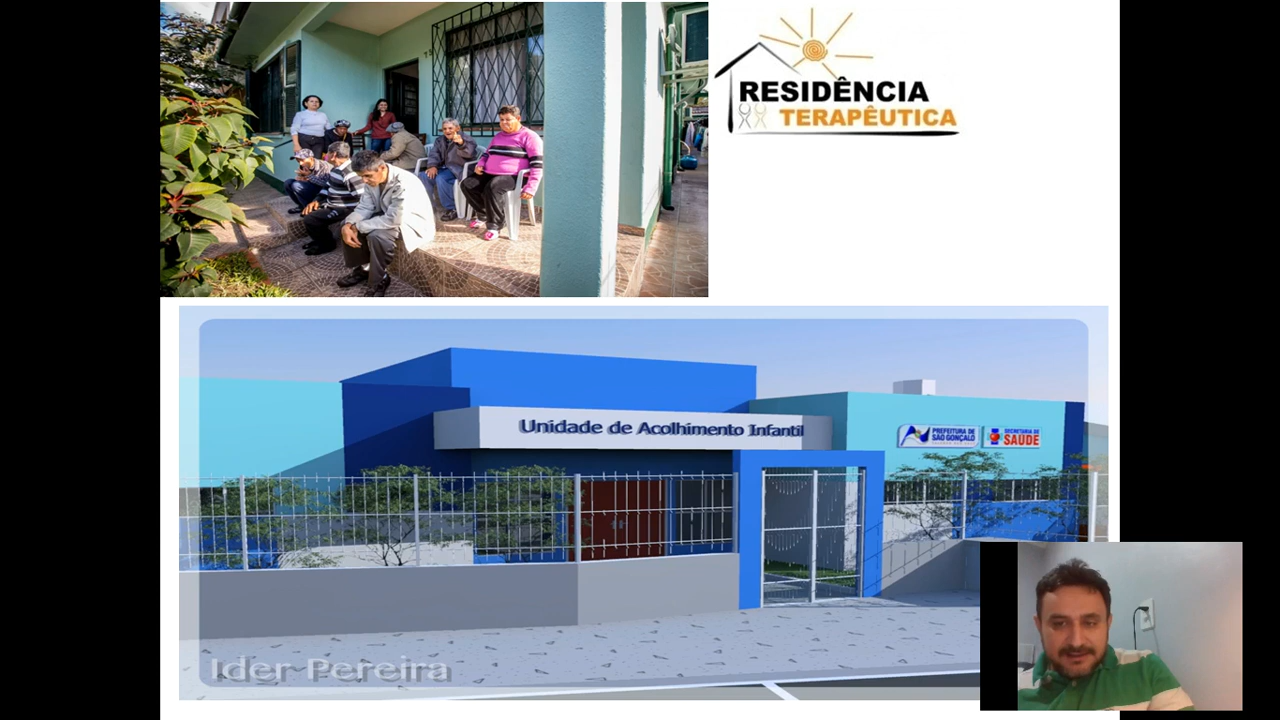 RESIDÊNCIA
TERAPÊUTICA
Unidade de Acolhimento Infantil
PREFEITURA DE
SÃO GONÇALO
SECRETARIA DE
SAÚDE
Ider Pereira